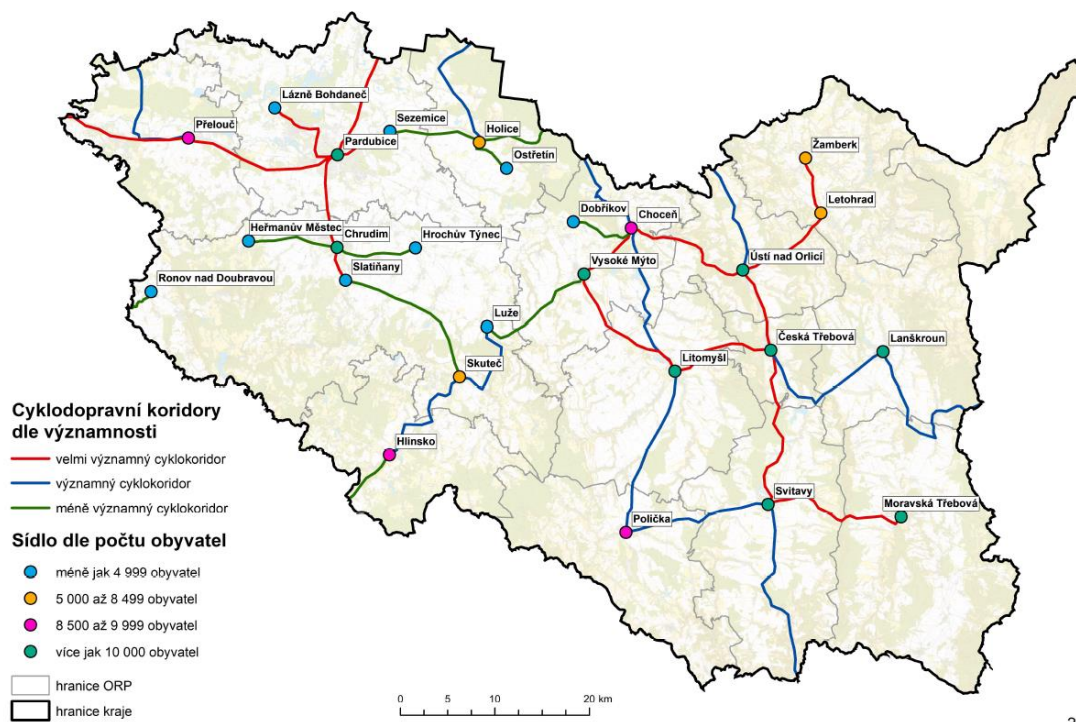 Lázně Bohdaneč
Přelouč
Sezemice
Holice
Pardubice
Ostřetín
Žamberk
Letohrad
Dobříkov
Choceň
Heřmanův Městec
Chrudim
Hrochův Týnec
Slatiňany
Vysoké Mýto
Ústí nad Orlicí
Ronov nad Doubravou
Luže
Česká Třebová
Lanškroun
Skuteč
Litomyšl
Hlinsko
Svitavy
Moravská Třebová
Polička
Cyklodopravní koridory
dle významnosti
velmi významný cyklokoridor
významný cyklokoridor
méně významný cyklokoridor
Sídlo dle počtu obyvatel
méně jak 4 999 obyvatel
5 000 až 8 499 obyvatel
8 500 až 9 999 obyvatel
více jak 10 000 obyvatel
hranice ORP
hranice kraje
0 5 10 20 km